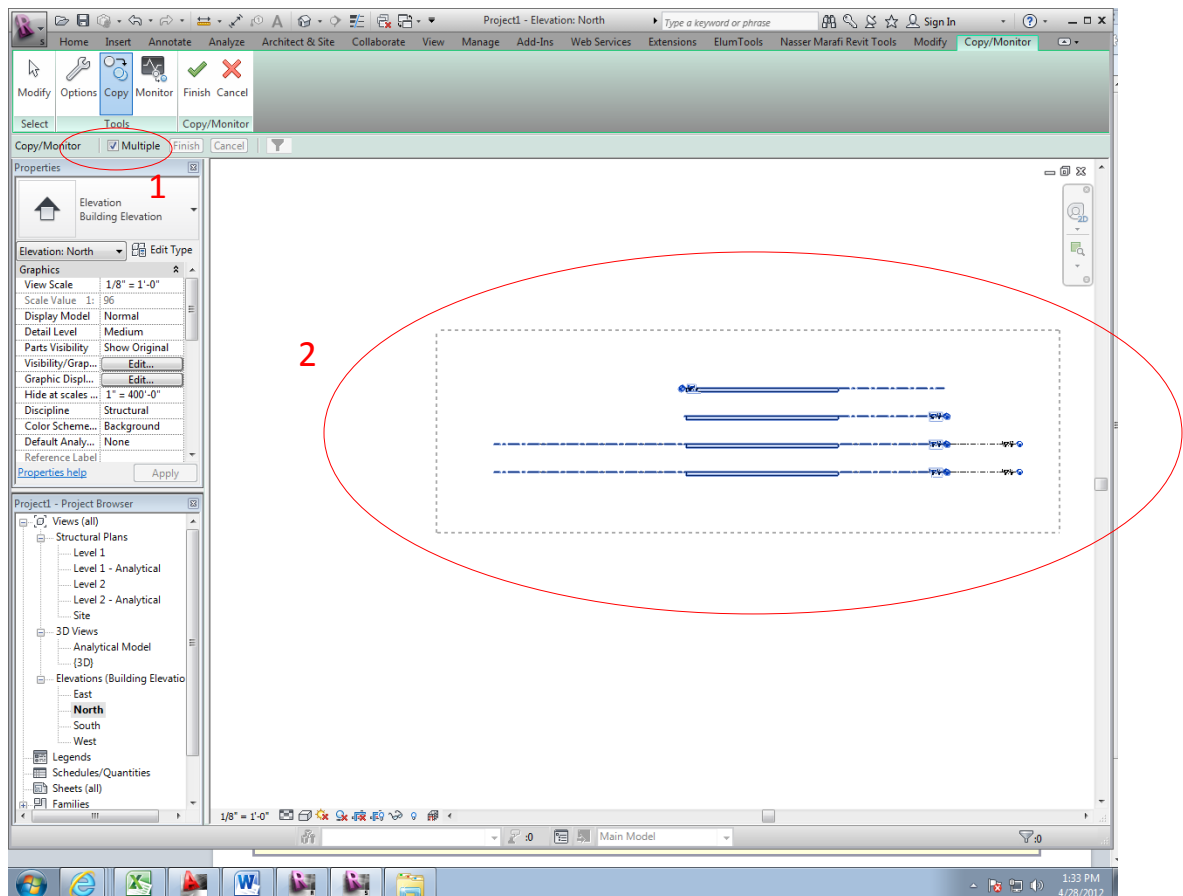 Project1 - Elevation: North
Type a keyword or phrase
Sign In
S Home Insert Annotate Analyze Architect & Site Collaborate View Manage Add-Ins Web Services Extensions ElumTools Nasser Marafi Revit Tools Modify Copy/Monitor
Modify Options Copy Monitor Finish Cancel
Select Tools Copy/Monitor
Copy/Monitor Multiple Finish Cancel
1
Properties
Elevation
Building Elevation
Elevation: North Edit Type
Graphics
View Scale 1/8" = 1'-0"
Scale Value 1: 96
Display Model Normal
Detail Level Medium
Parts Visibility Show Original
Visibility/Grap... Edit...
Graphic Displ... Edit...
Hide at scales ... 1" = 400'-0"
Discipline Structural
Color Scheme... Background
Default Analy... None
Reference Label
Properties help Apply
2D
2
Project1 - Project Browser
Views (all)
Structural Plans
Level 1
Level 1 - Analytical
Level 2
Level 2 - Analytical
Site
3D Views
Analytical Model
{3D}
Elevations (Building Elevatio
East
North
South
West
Legends
Schedules/Quantities
Sheets (all)
Families
1/8" = 1'-0"
:0 Main Model :0
1:33 PM
4/28/2012